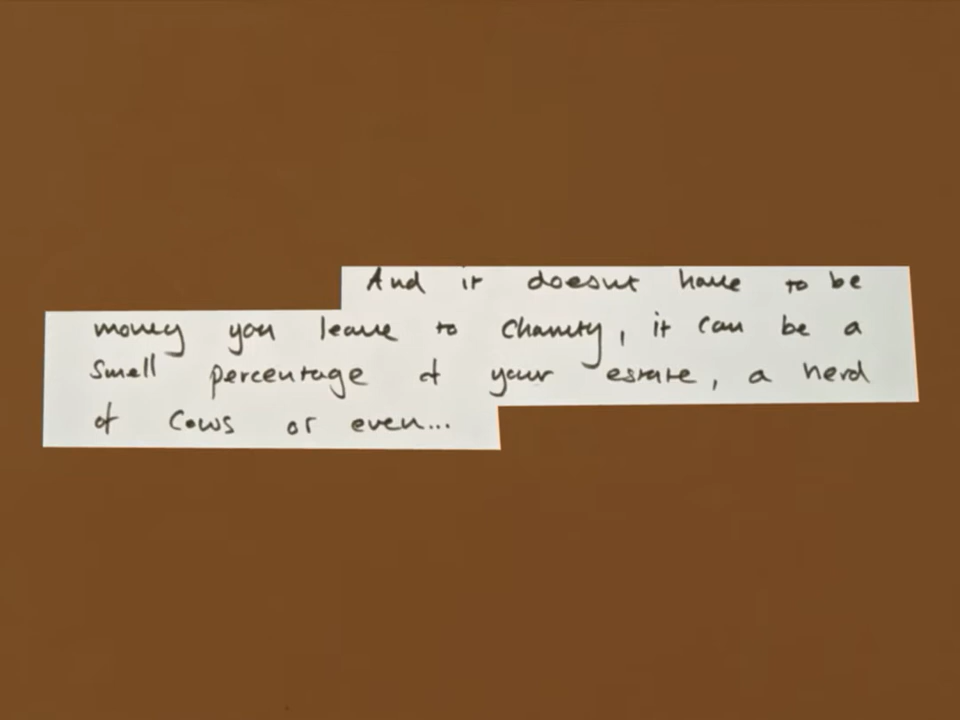 And it doesnt have to be
money you leave to charity, it can be a
small percentage of your estate, a herd
of cows or even...